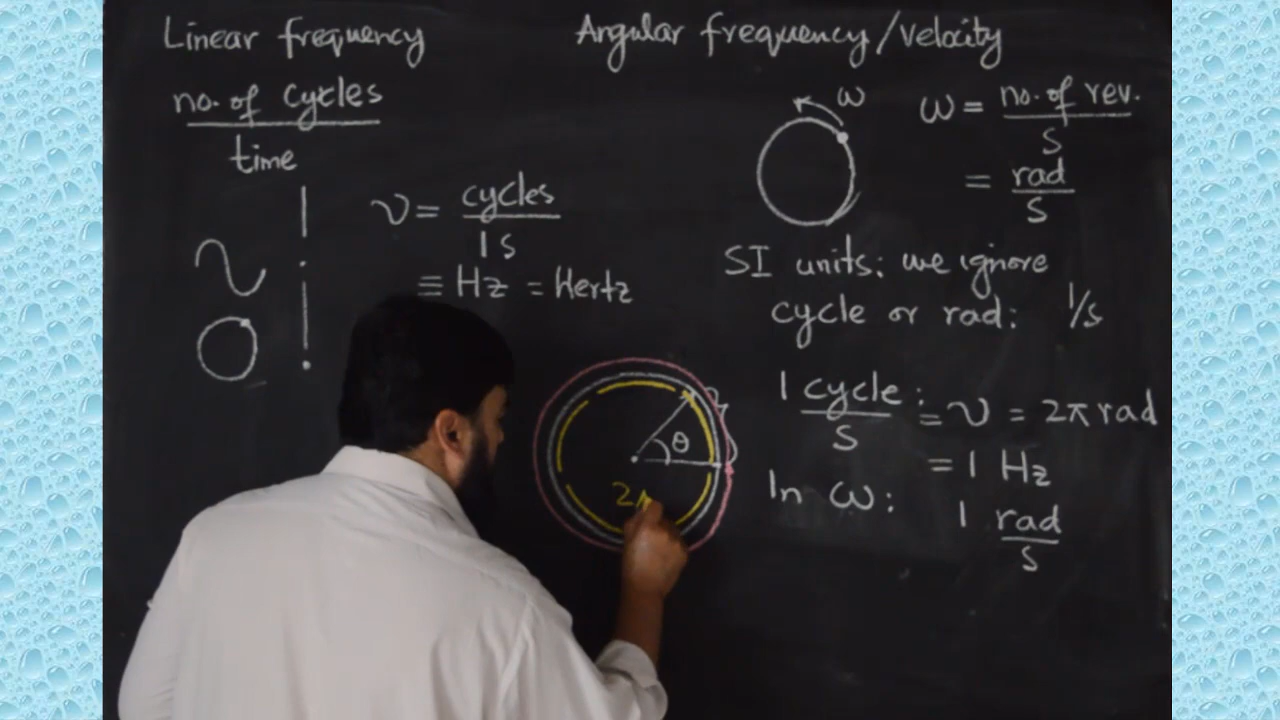 Linear frequency
no. of cycles
time
ν = cycles
1 s
≡ Hz = Hertz
Angular frequency/velocity
ω
ω = no. of rev.
s
= rad
s
SI units: we ignore
cycle or rad: 1/s
1 cycle : = ν = 2π rad
s
= 1 Hz
In ω: 1 rad
s
θ
2